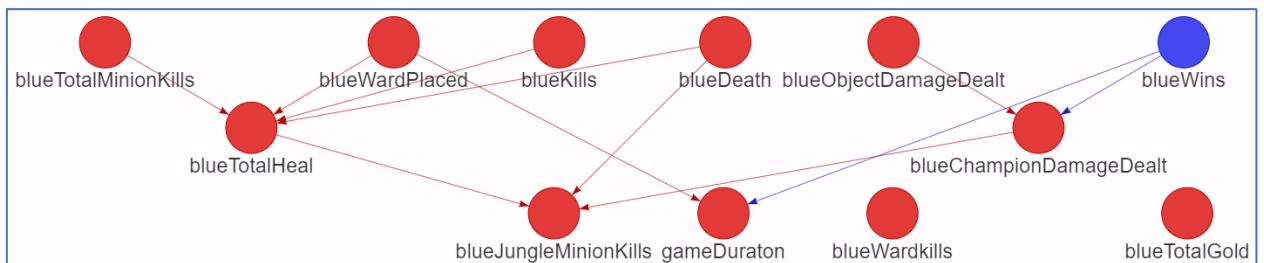 blueTotalMinionKills
blueWardPlaced
blueKills
blueDeath
blueObjectDamageDealt
blueWins
blueTotalHeal
blueChampionDamageDealt
blueJungleMinionKills
gameDuraton
blueWardkills
blueTotalGold